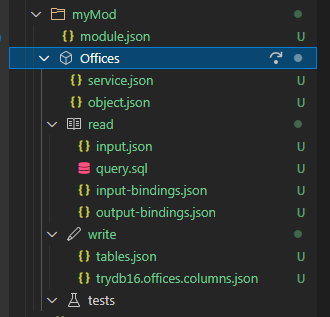 myMod
module.json
Offices
service.json U
object.json U
read
input.json U
query.sql U
input-bindings.json U
output-bindings.json U
write
tables.json U
trydb16.offices.columns.json U
tests